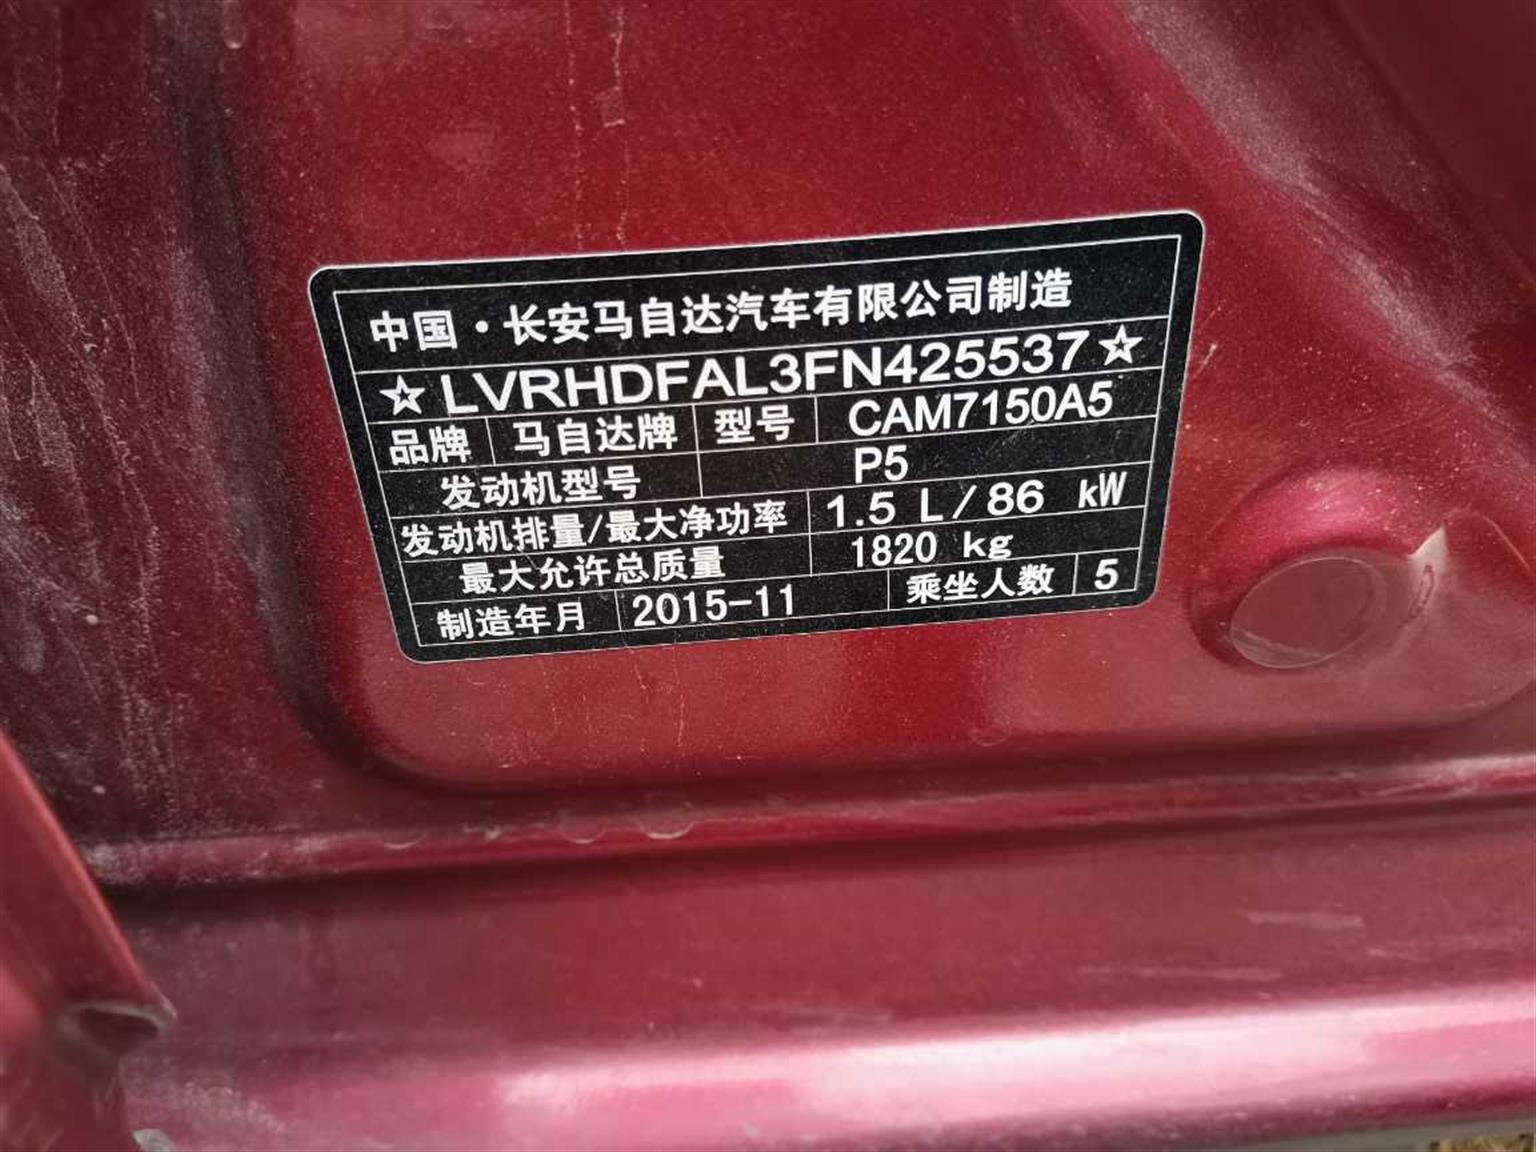 中国·长安马自达汽车有限公司制造
☆LVRHDFAL3FN425537☆
品牌 马自达牌 型号 CAM7150A5
发动机型号 P5
发动机排量/最大净功率 1.5 L/86 kW
最大允许总质量 1820 kg
制造年月 2015-11 乘坐人数 5